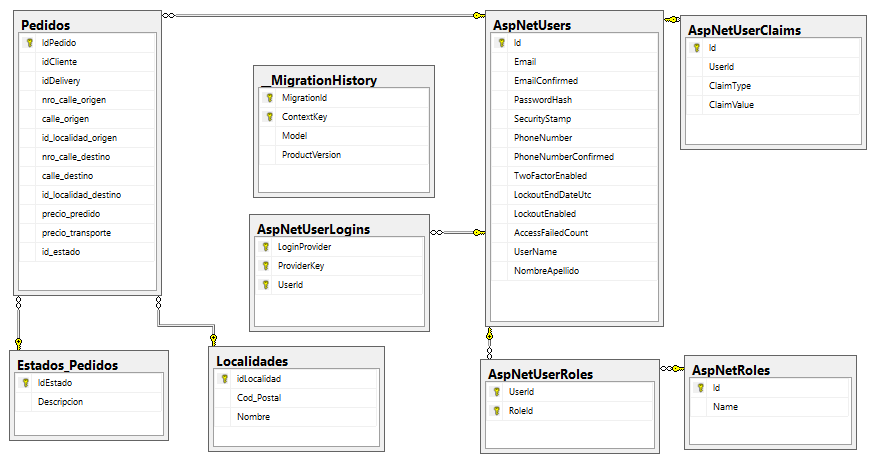 Pedidos
IdPedido
idCliente
idDelivery
nro_calle_origen
calle_origen
id_localidad_origen
nro_calle_destino
calle_destino
id_localidad_destino
precio_predido
precio_transporte
id_estado
__MigrationHistory
MigrationId
ContextKey
Model
ProductVersion
AspNetUsers
Id
Email
EmailConfirmed
PasswordHash
SecurityStamp
PhoneNumber
PhoneNumberConfirmed
TwoFactorEnabled
LockoutEndDateUtc
LockoutEnabled
AccessFailedCount
UserName
NombreApellido
AspNetUserClaims
Id
UserId
ClaimType
ClaimValue
AspNetUserLogins
LoginProvider
ProviderKey
UserId
Estados_Pedidos
IdEstado
Descripcion
Localidades
idLocalidad
Cod_Postal
Nombre
AspNetUserRoles
UserId
RoleId
AspNetRoles
Id
Name